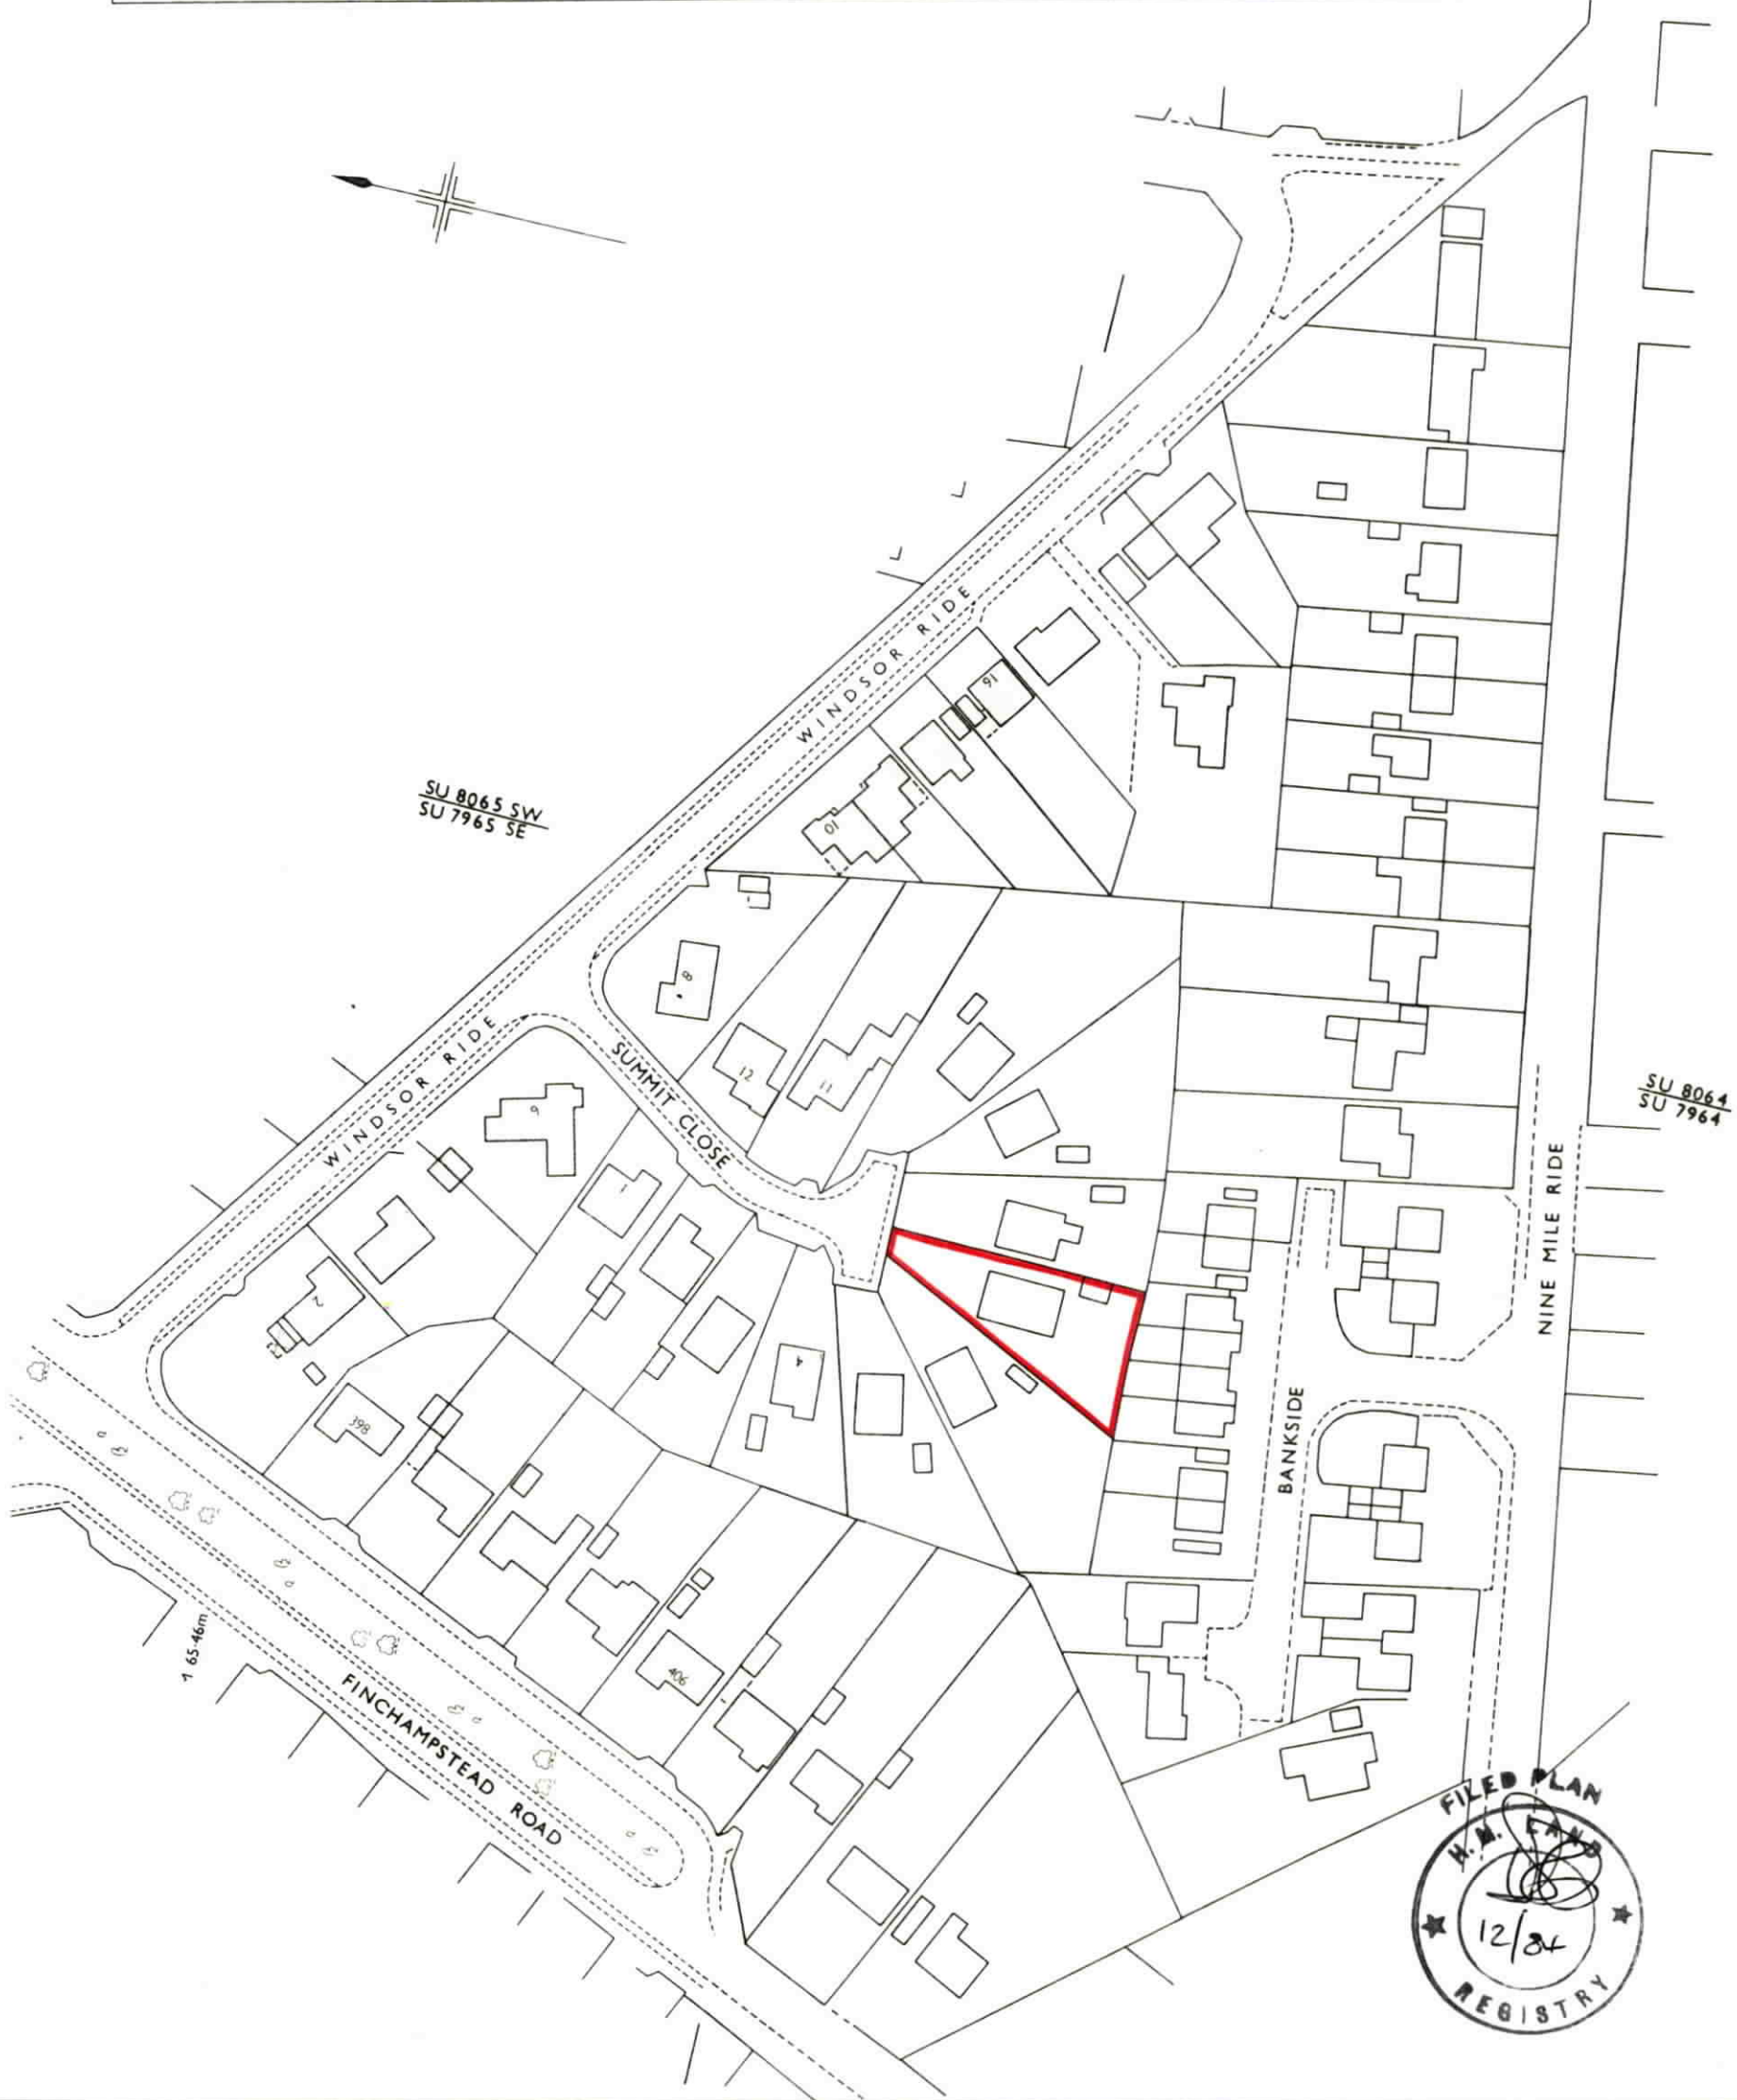 WINDSOR RIDE
16
10
SU 8065 SW
SU 7965 SE
8
SUMMIT CLOSE
12
11
WINDSOR RIDE
9
1
2
4
398
406
SU 8064
SU 7964
NINE MILE RIDE
BANKSIDE
1 65·46m
FINCHAMPSTEAD ROAD
FILED PLAN
H. M. LAND
12/84
REGISTRY